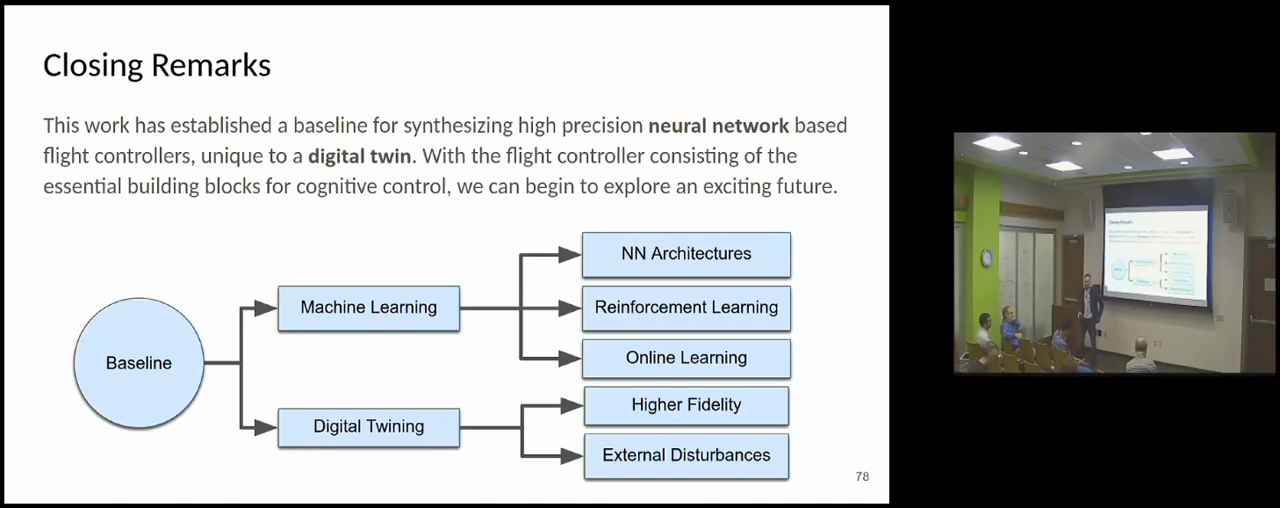 Closing Remarks
This work has established a baseline for synthesizing high precision neural network based
flight controllers, unique to a digital twin. With the flight controller consisting of the
essential building blocks for cognitive control, we can begin to explore an exciting future.
Baseline
Machine Learning
Digital Twining
NN Architectures
Reinforcement Learning
Online Learning
Higher Fidelity
External Disturbances
78